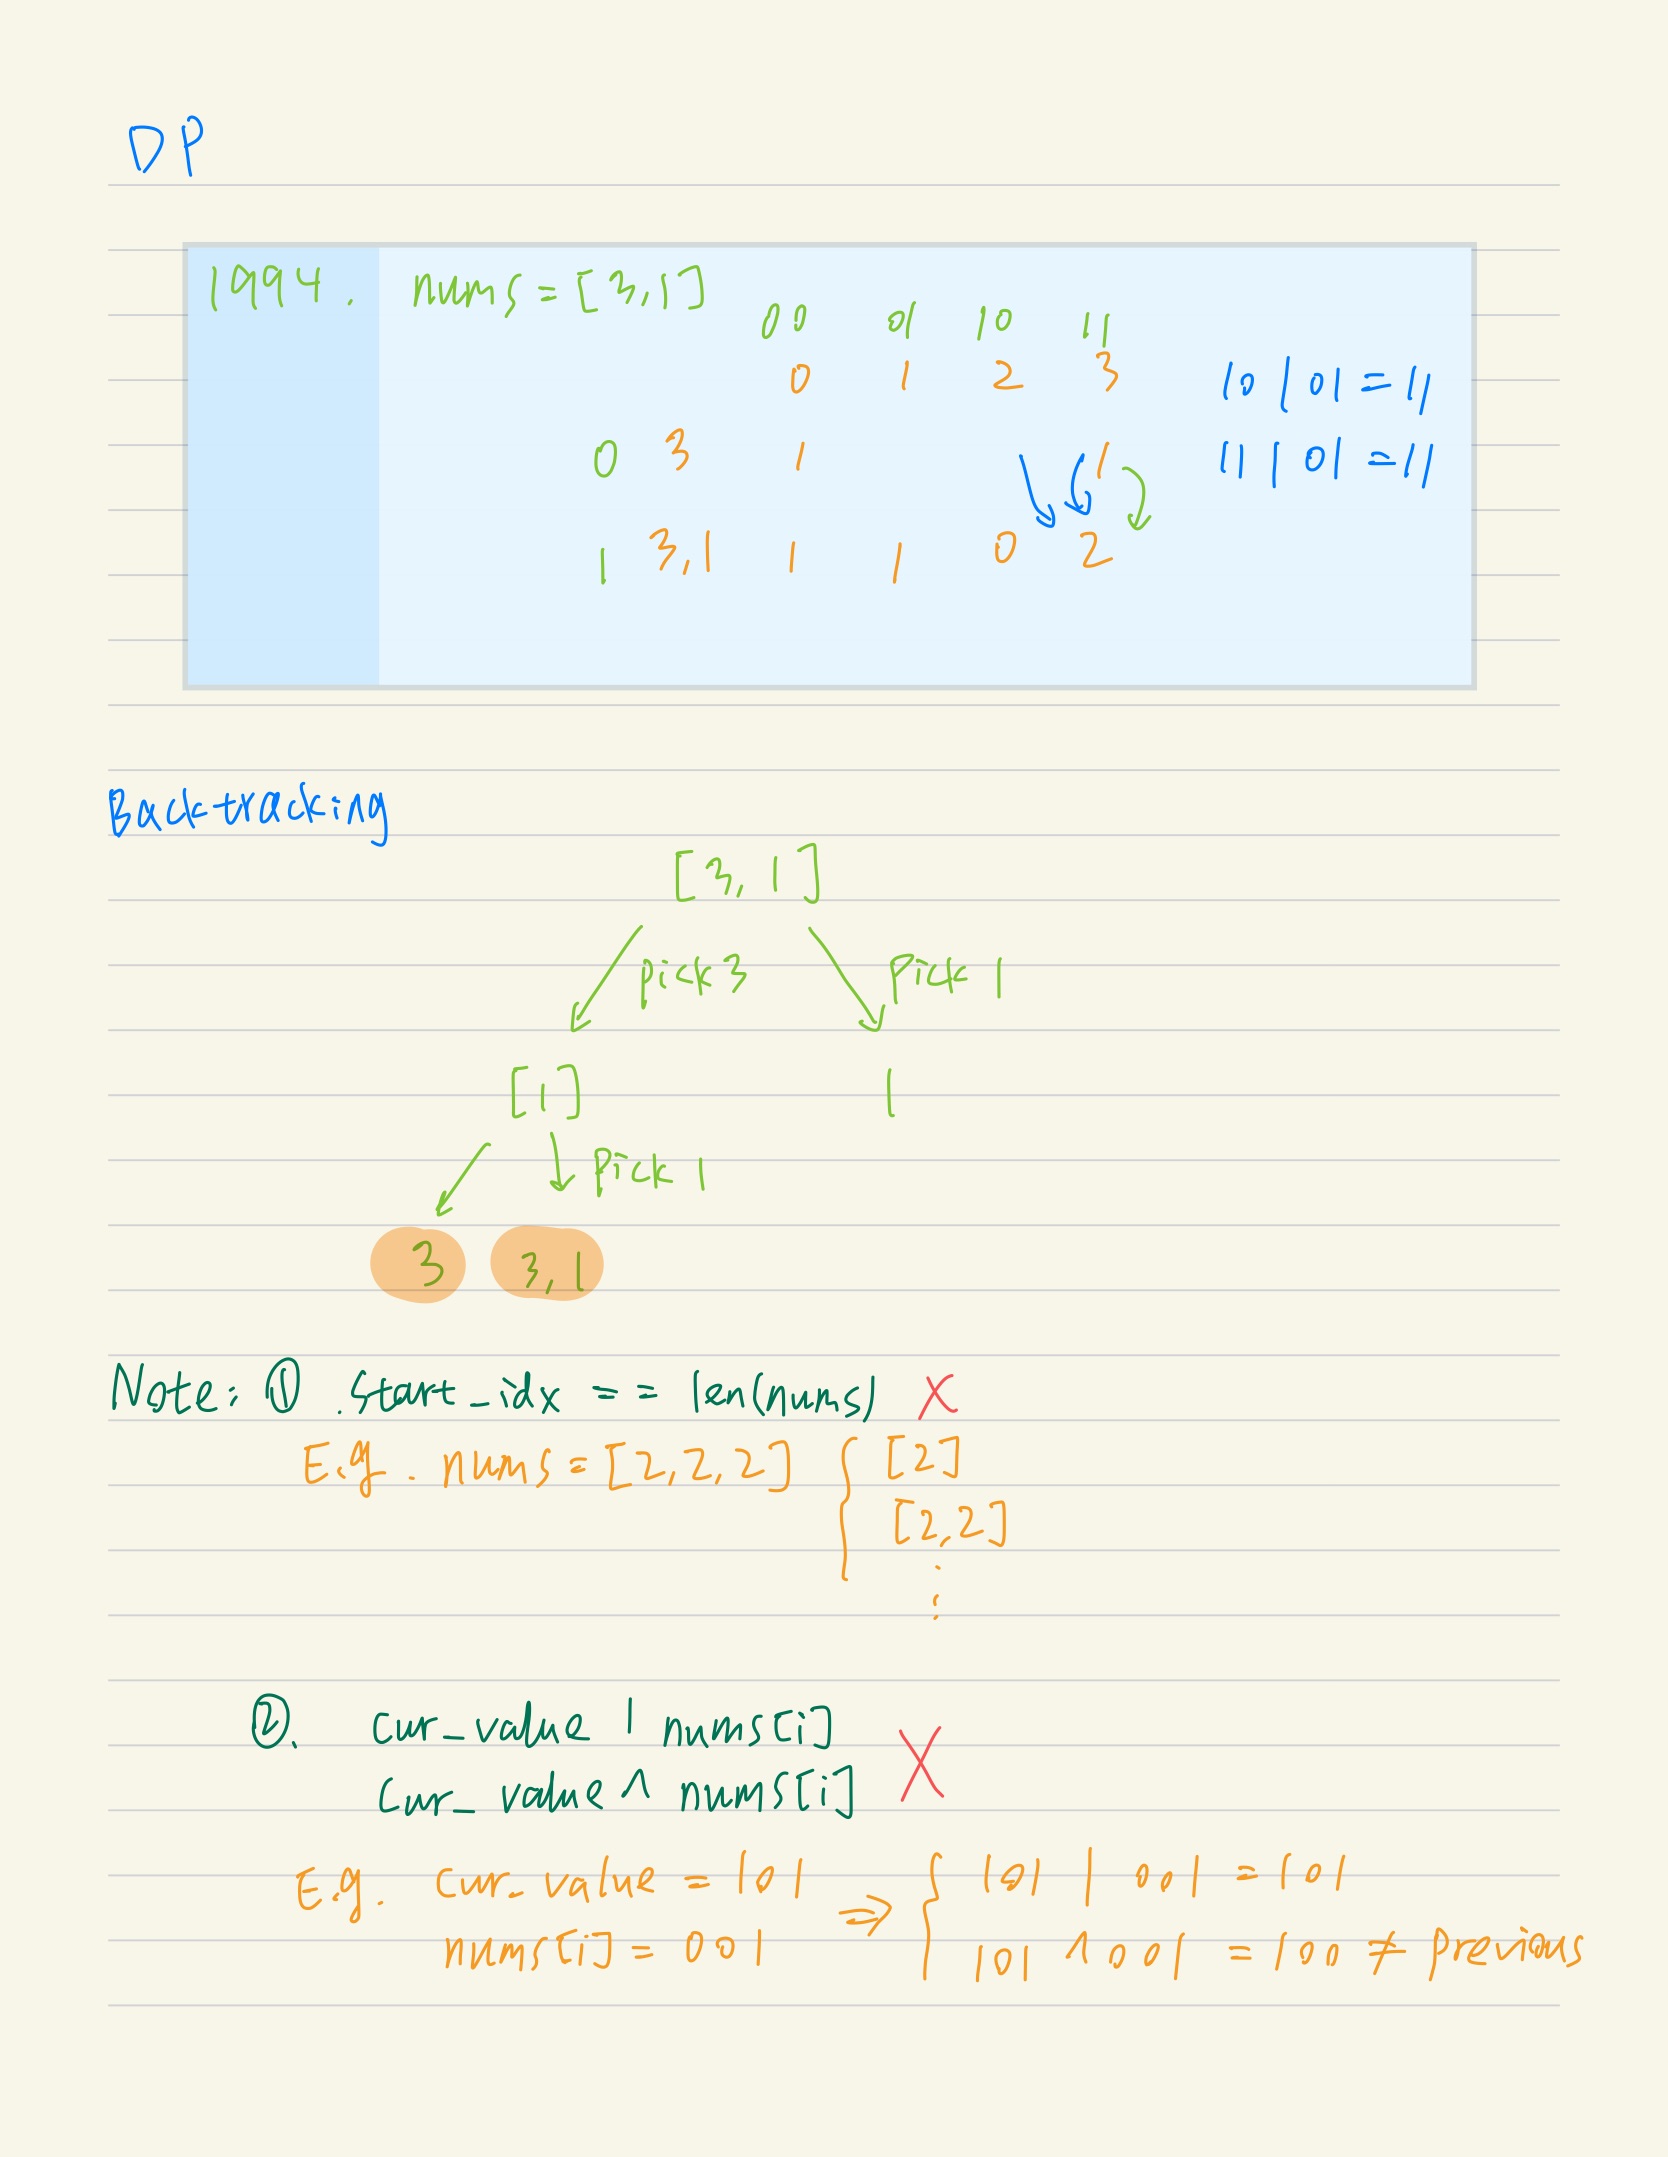 DP
1994. nums = [3,1]
00 01 10 11
0 1 2 3 10 | 01 = 11
0 3 1 1 11 | 01 = 11
1 3,1 1 1 0 2
Backtracking
[3, 1]
pick 3 Pick 1
[1] 1
Pick 1
3 3, 1
Note: ① .start_idx == len(nums) X
E.g. nums = [2,2,2] { [2]
[2,2]
⋮
②. cur_value | nums[i]
cur_value ^ nums[i] X
E.g. cur_value = 101 ⇒ { 101 | 001 = 101
nums[i] = 001 101 ^ 001 = 100 ≠ previous